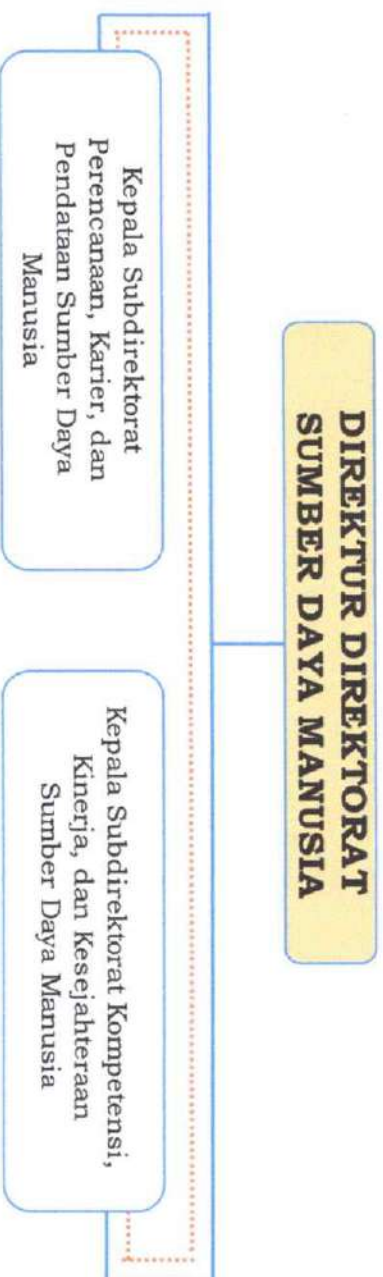 DIREKTUR DIREKTORAT
SUMBER DAYA MANUSIA
Kepala Subdirektorat
Perencanaan, Karier, dan
Pendataan Sumber Daya
Manusia
Kepala Subdirektorat Kompetensi,
Kinerja, dan Kesejahteraan
Sumber Daya Manusia